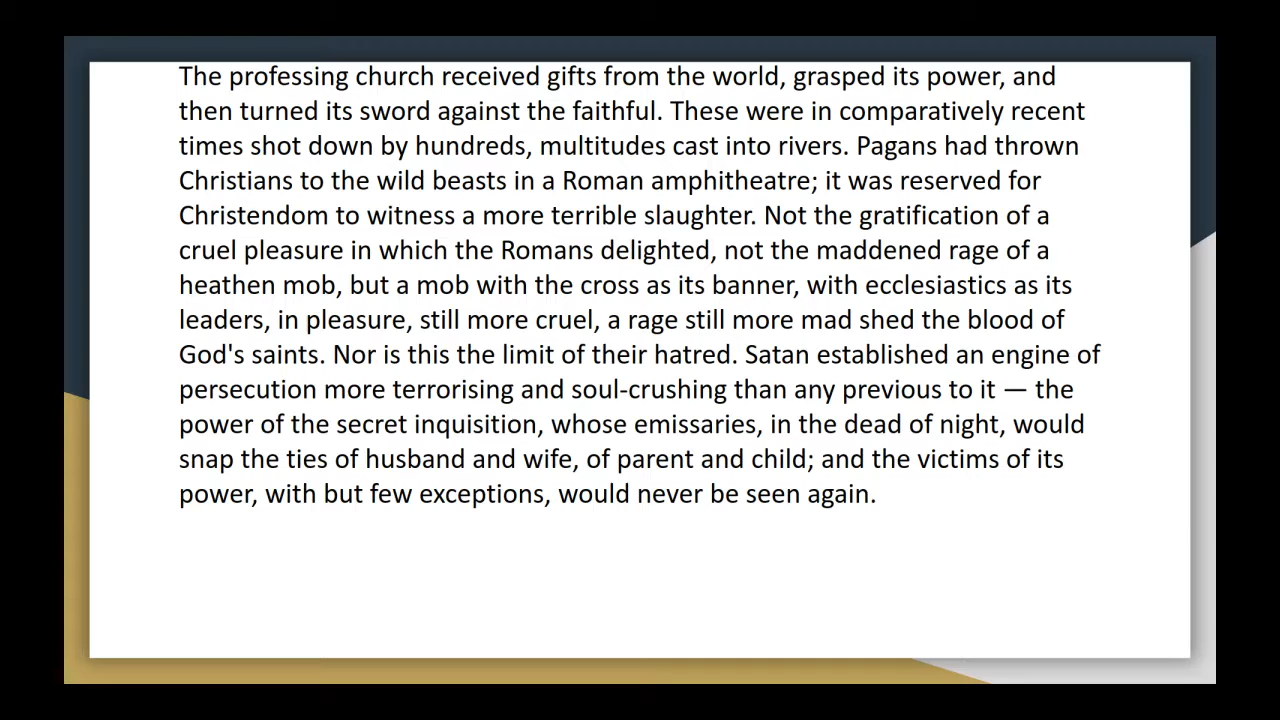 The professing church received gifts from the world, grasped its power, and
then turned its sword against the faithful. These were in comparatively recent
times shot down by hundreds, multitudes cast into rivers. Pagans had thrown
Christians to the wild beasts in a Roman amphitheatre; it was reserved for
Christendom to witness a more terrible slaughter. Not the gratification of a
cruel pleasure in which the Romans delighted, not the maddened rage of a
heathen mob, but a mob with the cross as its banner, with ecclesiastics as its
leaders, in pleasure, still more cruel, a rage still more mad shed the blood of
God's saints. Nor is this the limit of their hatred. Satan established an engine of
persecution more terrorising and soul-crushing than any previous to it — the
power of the secret inquisition, whose emissaries, in the dead of night, would
snap the ties of husband and wife, of parent and child; and the victims of its
power, with but few exceptions, would never be seen again.